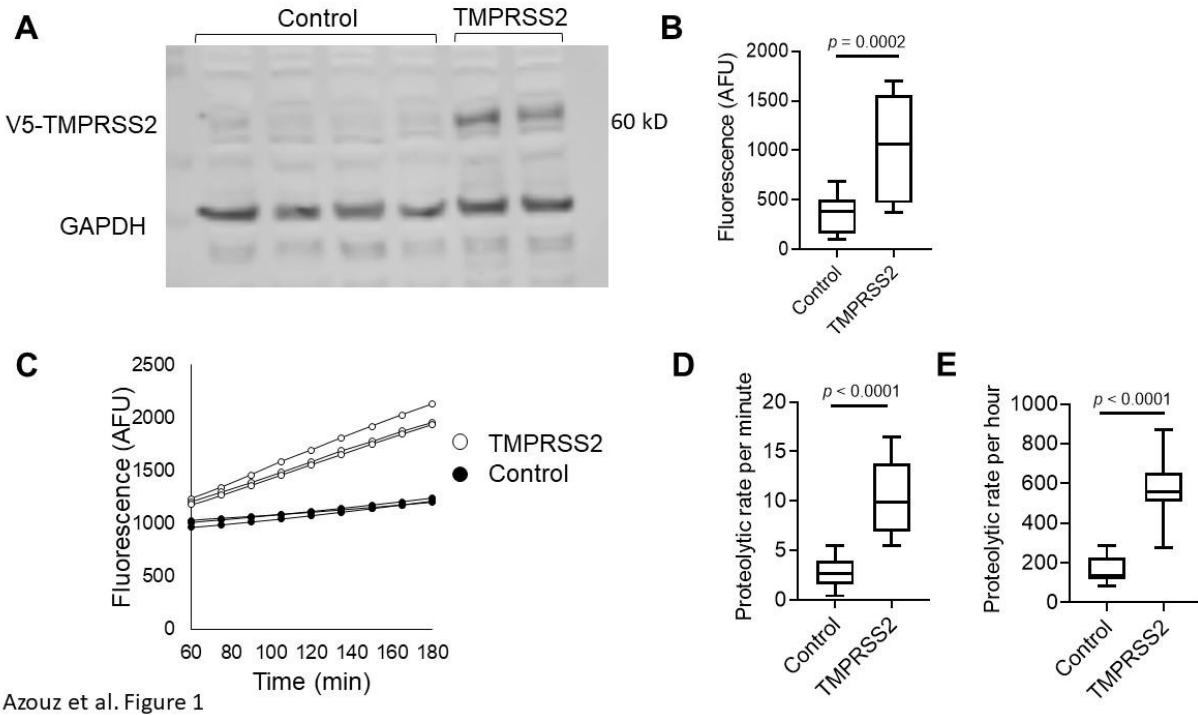 A
Control
TMPRSS2
V5-TMPRSS2
60 kD
GAPDH
B
Fluorescence (AFU)
2000
1500
1000
500
0
p = 0.0002
Control
TMPRSS2
C
Fluorescence (AFU)
2500
2000
1500
1000
500
0
60 80 100 120 140 160 180
Time (min)
TMPRSS2
Control
D
Proteolytic rate per minute
20
15
10
5
0
p < 0.0001
Control
TMPRSS2
E
Proteolytic rate per hour
1000
800
600
400
200
0
p < 0.0001
Control
TMPRSS2
Azouz et al. Figure 1